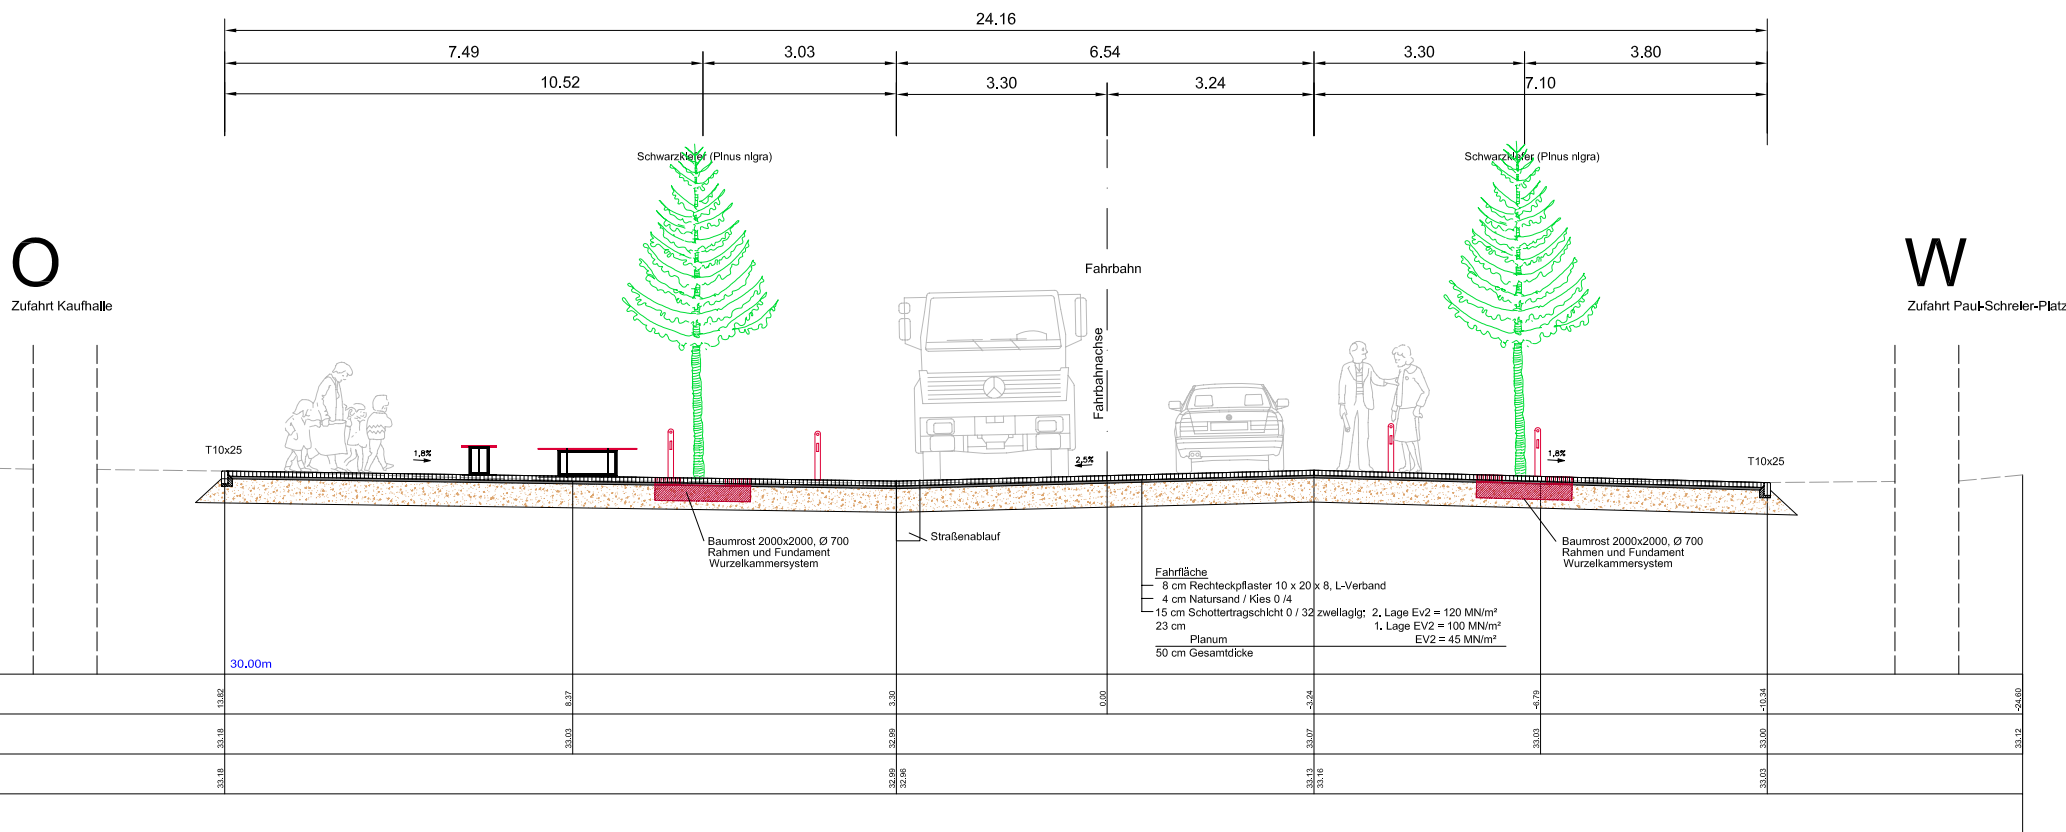 24.16
7.49 3.03 6.54 3.30 3.80
10.52 3.30 3.24 7.10
Schwarzkiefer (Pinus nigra)
Schwarzkiefer (Pinus nigra)
O
Zufahrt Kaufhalle
W
Zufahrt Paul-Schreier-Platz
Fahrbahn
Fahrbahnachse
T10x25
1,8%
2,5%
1,8%
T10x25
Baumrost 2000x2000, Ø 700
Rahmen und Fundament
Wurzelkammersystem
Straßenablauf
Baumrost 2000x2000, Ø 700
Rahmen und Fundament
Wurzelkammersystem
Fahrfläche
8 cm Rechteckpflaster 10 x 20 x 8, L-Verband
4 cm Natursand / Kies 0 /4
15 cm Schottertragschicht 0 / 32 zweilagig: 2. Lage Ev2 = 120 MN/m²
23 cm 1. Lage EV2 = 100 MN/m²
Planum EV2 = 45 MN/m²
50 cm Gesamtdicke
30.00m
13.82 8.37 3.30 0.00 -3.24 -6.79 -10.34 -24.60
33.18 33.03 32.99 33.07 33.03 33.00 33.12
33.18 32.99 32.96 33.13 33.16 33.03